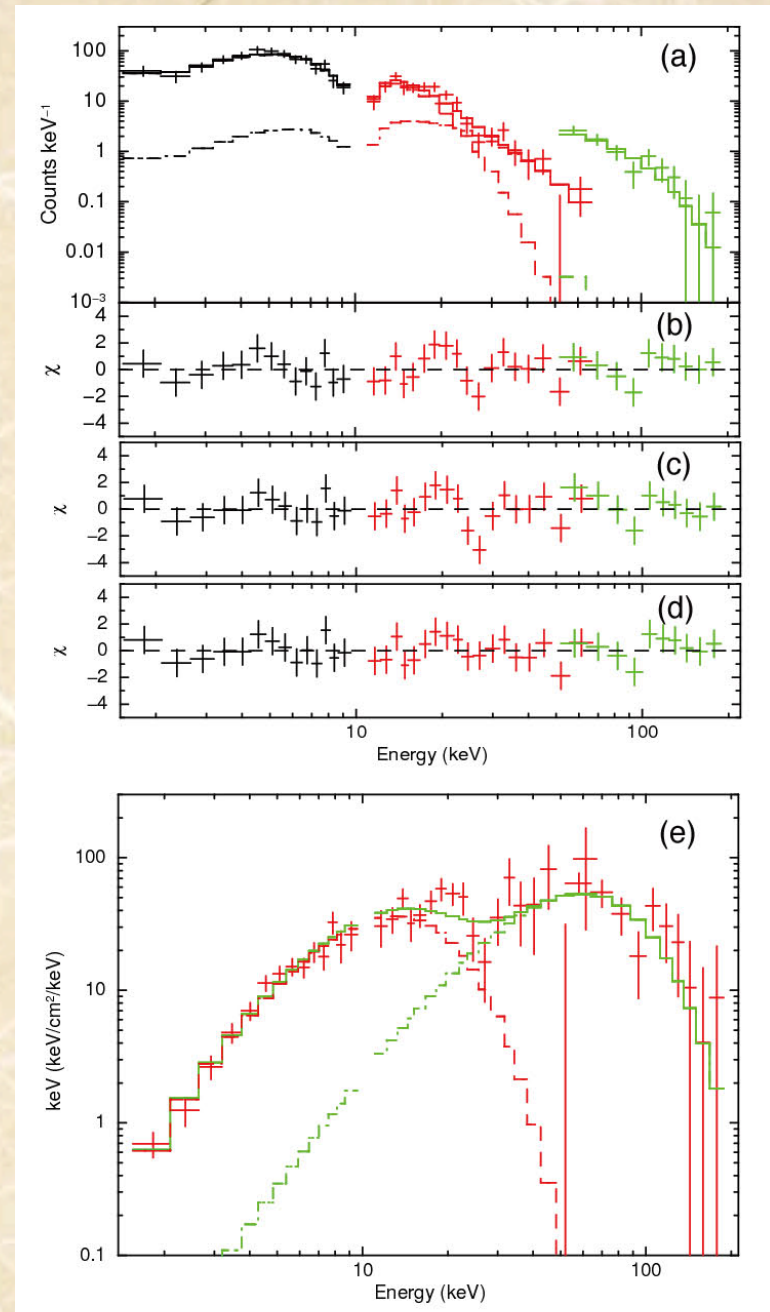 (a)
100
10
1
0.1
0.01
10⁻³
Counts keV⁻¹
(b)
4
2
0
−2
−4
χ
(c)
4
2
0
−2
−4
χ
(d)
4
2
0
−2
−4
χ
10 100
Energy (keV)
(e)
100
10
1
0.1
keV (keV/cm²/keV)
10 100
Energy (keV)